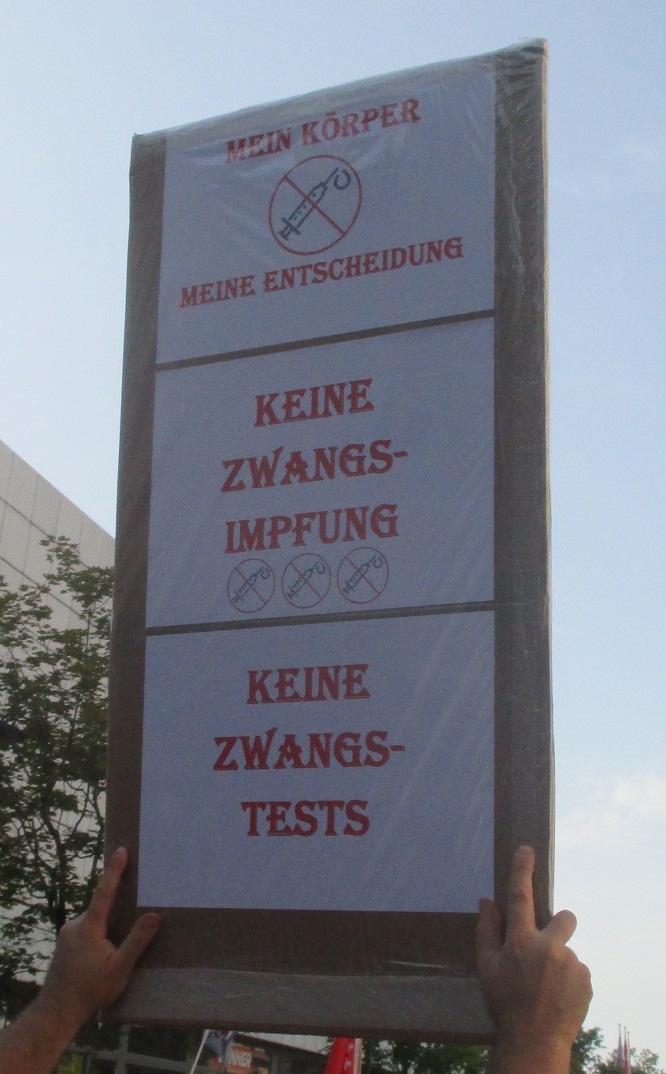 MEIN KÖRPER
MEINE ENTSCHEIDUNG
KEINE
ZWANGS-
IMPFUNG
KEINE
ZWANGS-
TESTS